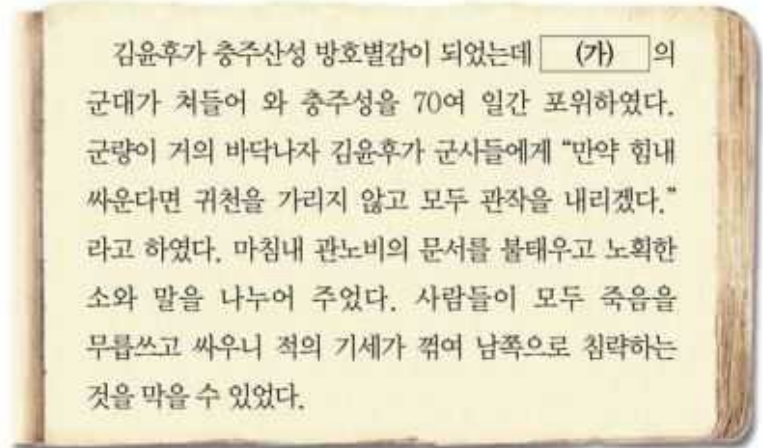 김윤후가 충주산성 방호별감이 되었는데 (가) 의
군대가 쳐들어 와 충주성을 70여 일간 포위하였다.
군량이 거의 바닥나자 김윤후가 군사들에게 “만약 힘내
싸운다면 귀천을 가리지 않고 모두 관작을 내리겠다.”
라고 하였다. 마침내 관노비의 문서를 불태우고 노획한
소와 말을 나누어 주었다. 사람들이 모두 죽음을
무릅쓰고 싸우니 적의 기세가 꺾여 남쪽으로 침략하는
것을 막을 수 있었다.